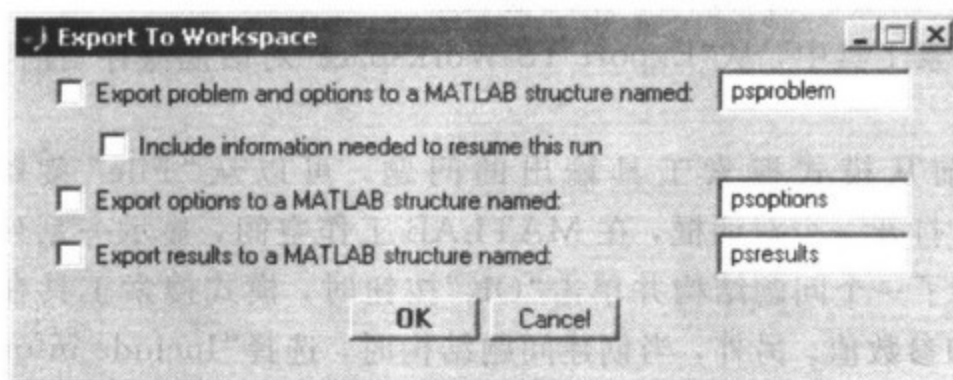 Export To Workspace
Export problem and options to a MATLAB structure named: psproblem
Include information needed to resume this run
Export options to a MATLAB structure named: psoptions
Export results to a MATLAB structure named: psresults
OK Cancel